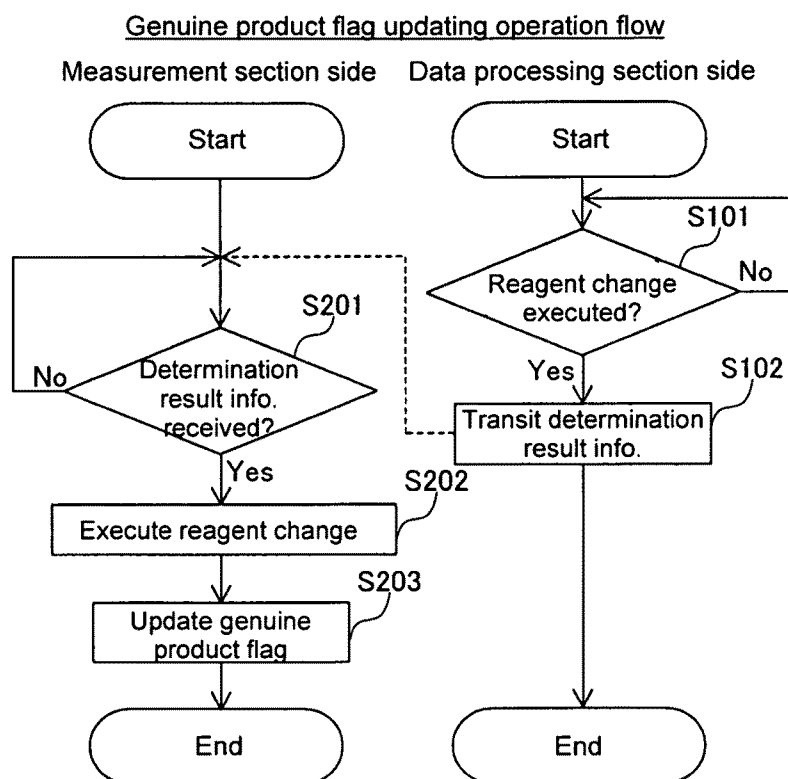 Genuine product flag updating operation flow
Measurement section side
Data processing section side
Start
Start
S101
Reagent change
executed?
No
Yes
S102
Transit determination
result info.
S201
Determination
result info.
received?
No
Yes
S202
Execute reagent change
S203
Update genuine
product flag
End
End